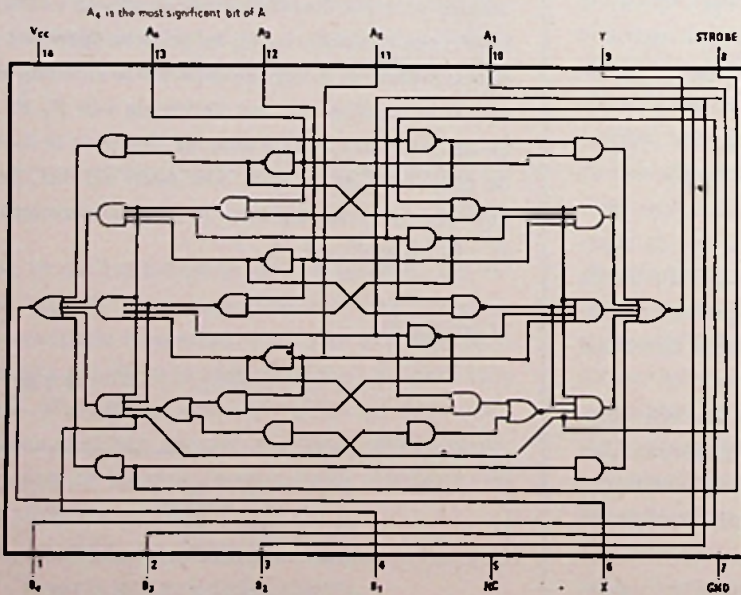 A₄ is the most significant bit of A
VCC A₄ A₃ A₂ A₁ Y STROBE
14 13 12 11 10 9 8
1 2 3 4 5 6 7
B₄ B₃ B₂ B₁ NC X GND